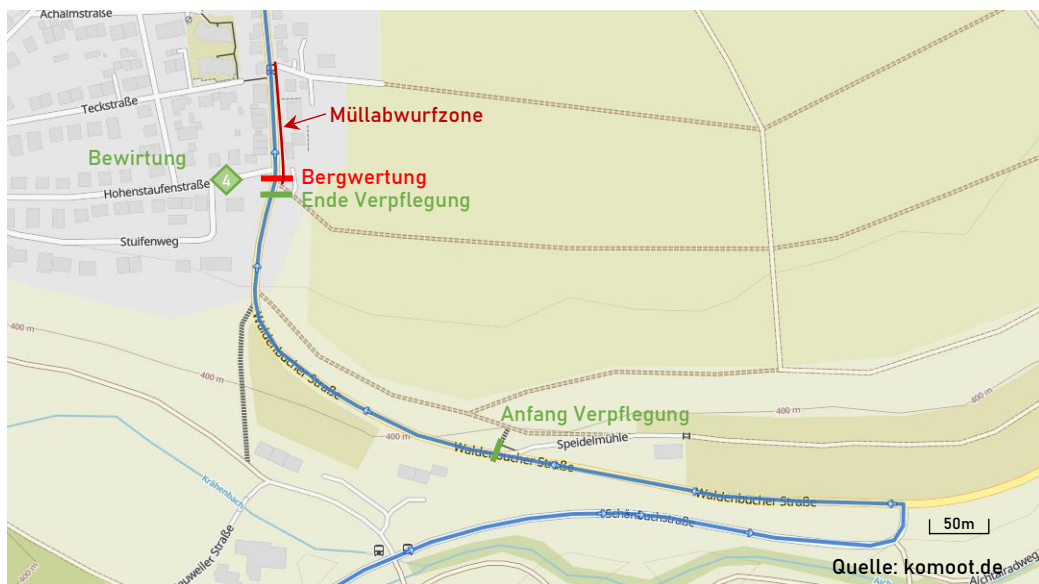 Achalmstraße
Teckstraße
Müllabwurfzone
Bewirtung
4
Hohenstaufenstraße
Bergwertung
Ende Verpflegung
Stuifenweg
400 m
Waldenbucher Straße
400 m
Anfang Verpflegung
400 m
400 m
Speidelmühle
Waldenbucher Straße
Waldenbucher Straße
Krähenbach
Schönbuchstraße
50m
Quelle: komoot.de
Aichtalradweg